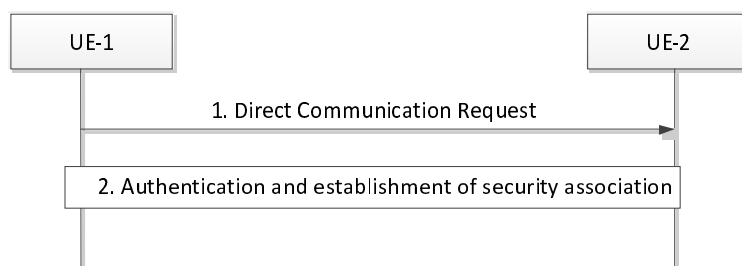 UE-1
UE-2
1. Direct Communication Request
2. Authentication and establishment of security association